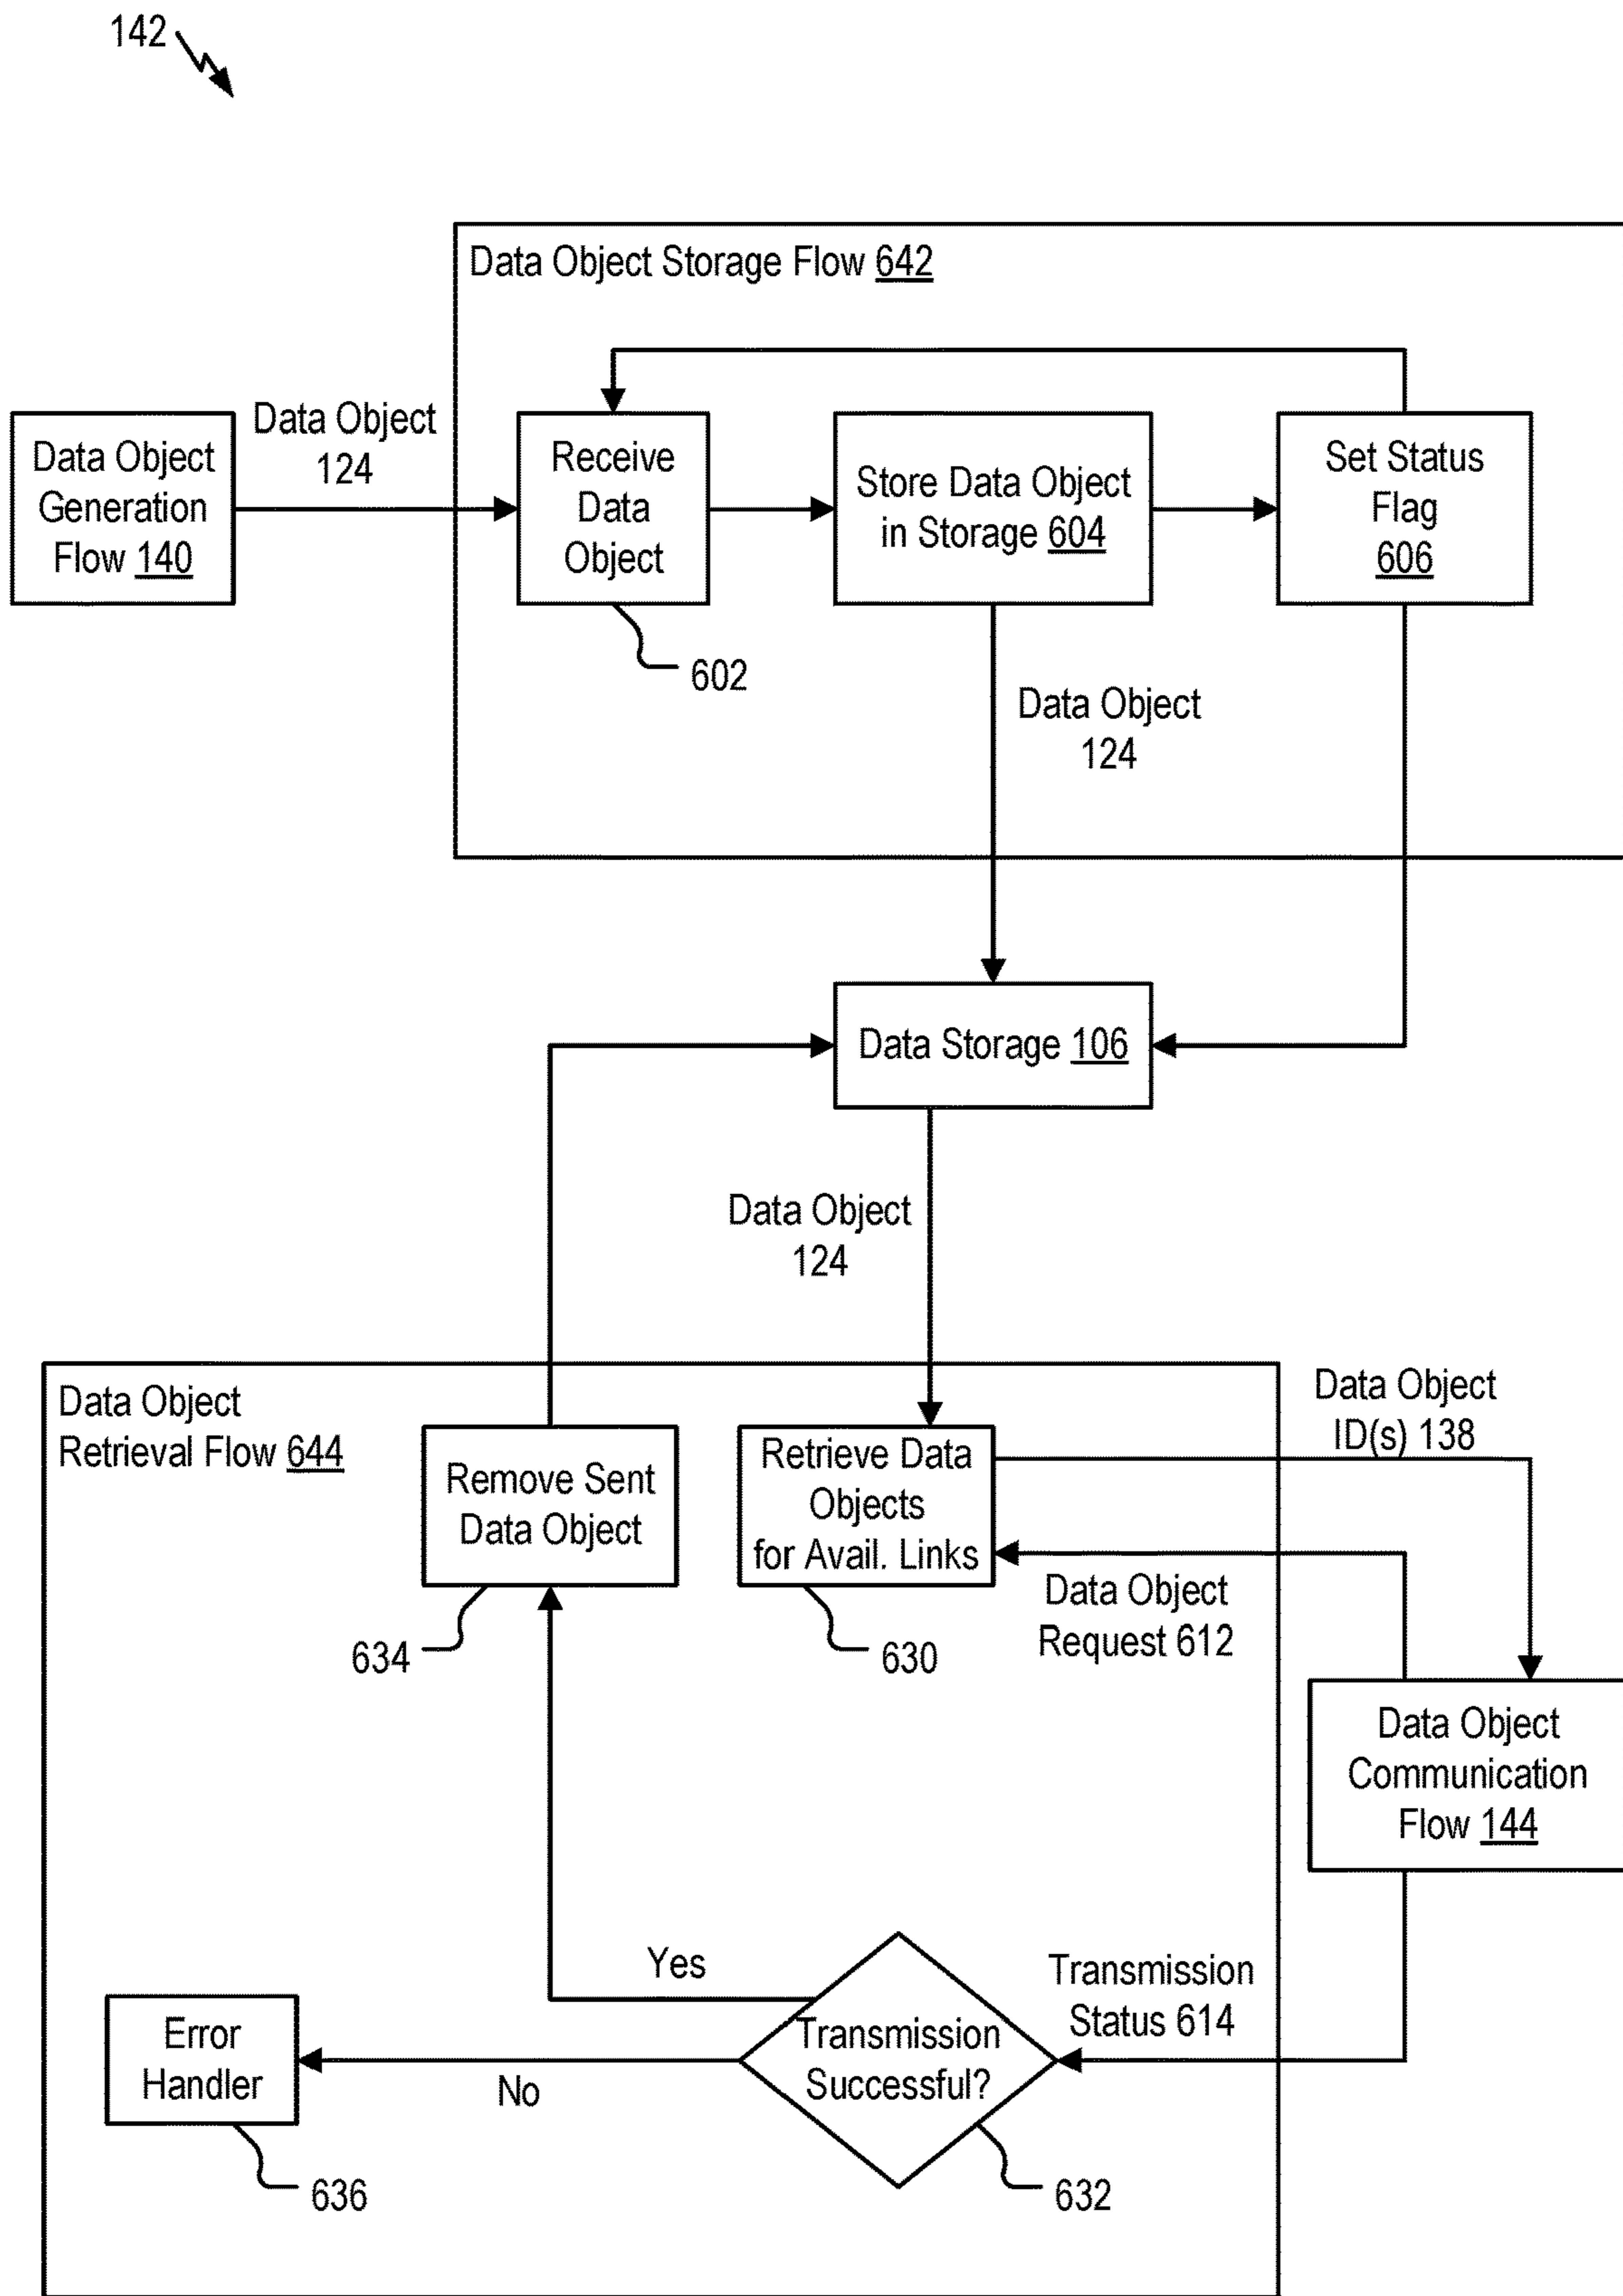 142
Data Object Storage Flow 642
Data Object
Generation
Flow 140
Data Object
124
Receive
Data
Object
602
Store Data Object
in Storage 604
Set Status
Flag
606
Data Object
124
Data Storage 106
Data Object
124
Data Object
Retrieval Flow 644
Remove Sent
Data Object
634
Retrieve Data
Objects
for Avail. Links
630
Data Object
ID(s) 138
Data Object
Request 612
Data Object
Communication
Flow 144
Yes
Transmission
Status 614
Transmission
Successful?
632
No
Error
Handler
636